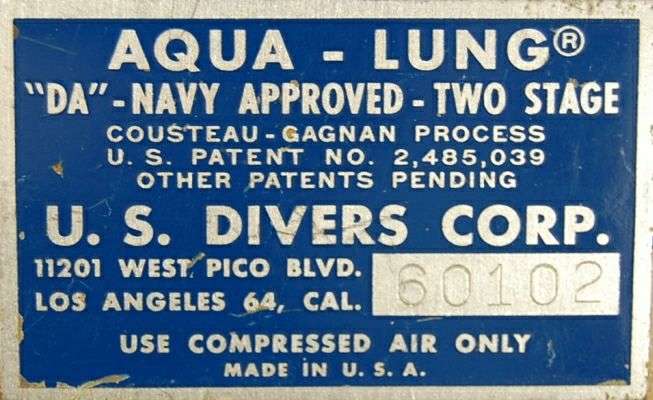 AQUA - LUNG®
"DA" - NAVY APPROVED - TWO STAGE
COUSTEAU - GAGNAN PROCESS
U. S. PATENT NO. 2,485,039
OTHER PATENTS PENDING
U. S. DIVERS CORP.
11201 WEST PICO BLVD.
LOS ANGELES 64, CAL.
60102
USE COMPRESSED AIR ONLY
MADE IN U. S. A.